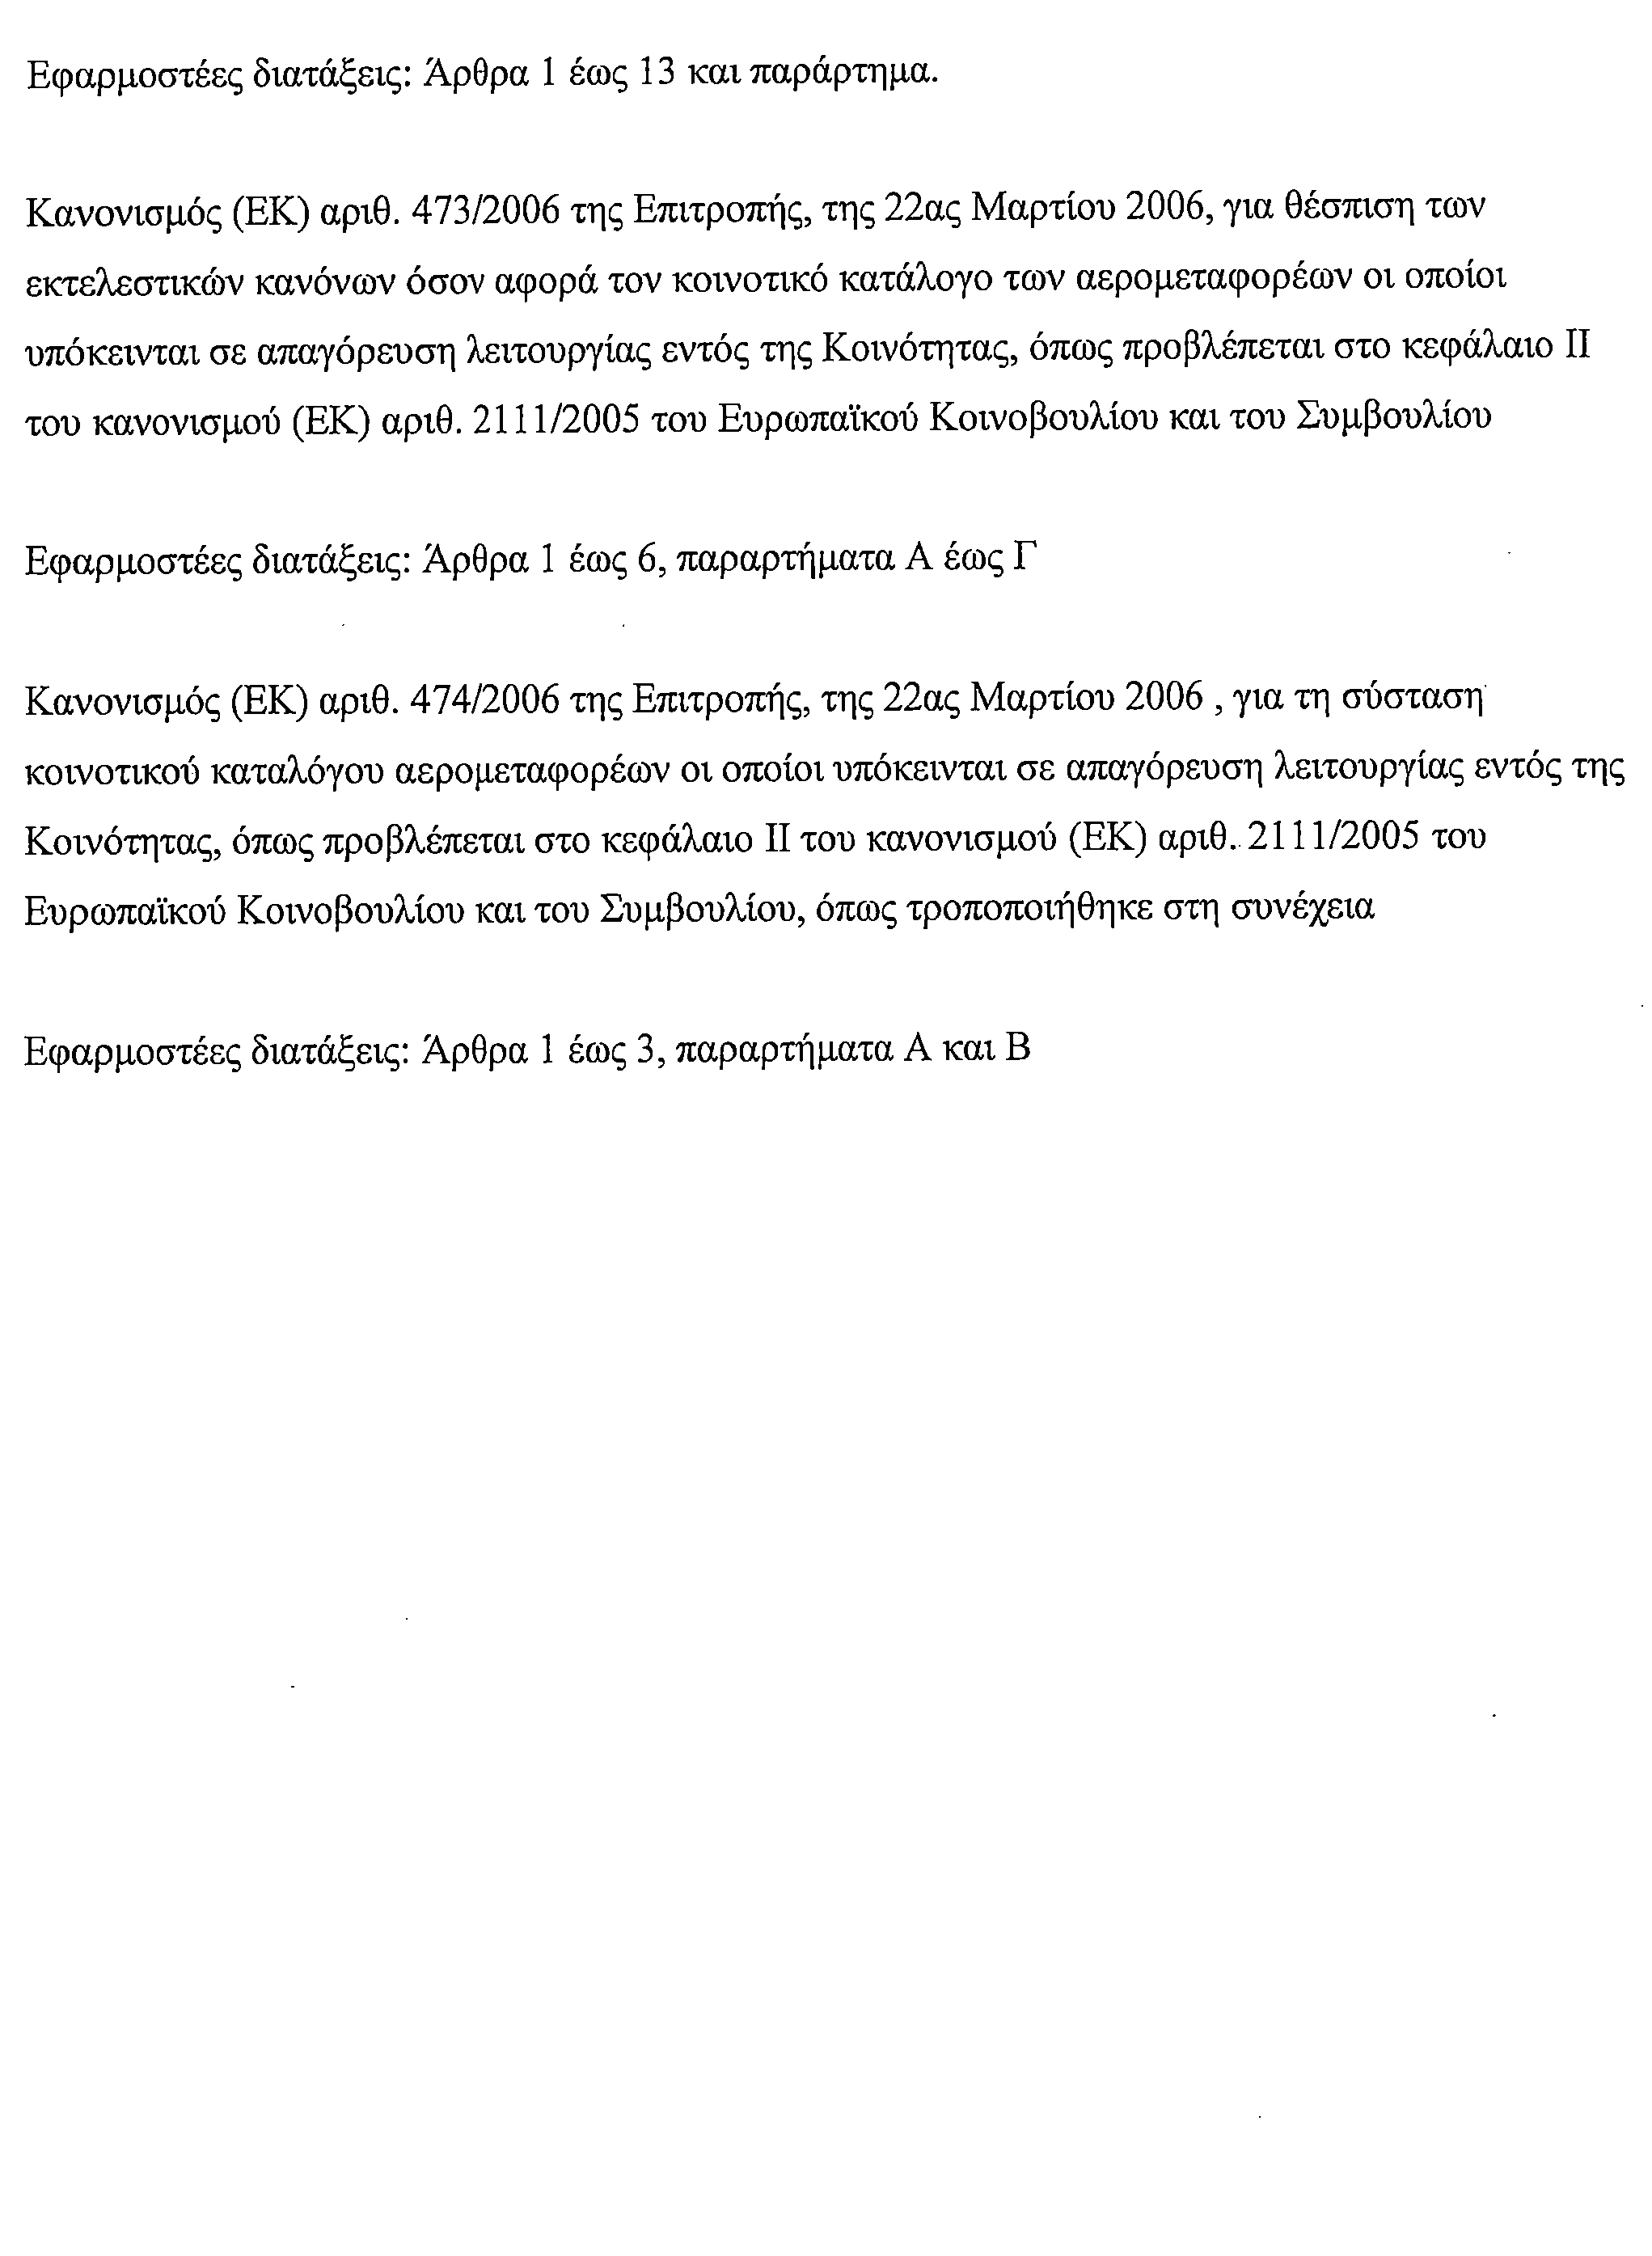 Εφαρμοστέες διατάξεις: Άρθρα 1 έως 13 και παράρτημα.
Κανονισμός (ΕΚ) αριθ. 473/2006 της Επιτροπής, της 22ας Μαρτίου 2006, για θέσπιση των
εκτελεστικών κανόνων όσον αφορά τον κοινοτικό κατάλογο των αερομεταφορέων οι οποίοι
υπόκεινται σε απαγόρευση λειτουργίας εντός της Κοινότητας, όπως προβλέπεται στο κεφάλαιο ΙΙ
του κανονισμού (ΕΚ) αριθ. 2111/2005 του Ευρωπαϊκού Κοινοβουλίου και του Συμβουλίου
Εφαρμοστέες διατάξεις: Άρθρα 1 έως 6, παραρτήματα Α έως Γ
Κανονισμός (ΕΚ) αριθ. 474/2006 της Επιτροπής, της 22ας Μαρτίου 2006 , για τη σύσταση
κοινοτικού καταλόγου αερομεταφορέων οι οποίοι υπόκεινται σε απαγόρευση λειτουργίας εντός της
Κοινότητας, όπως προβλέπεται στο κεφάλαιο ΙΙ του κανονισμού (ΕΚ) αριθ. 2111/2005 του
Ευρωπαϊκού Κοινοβουλίου και του Συμβουλίου, όπως τροποποιήθηκε στη συνέχεια
Εφαρμοστέες διατάξεις: Άρθρα 1 έως 3, παραρτήματα Α και Β